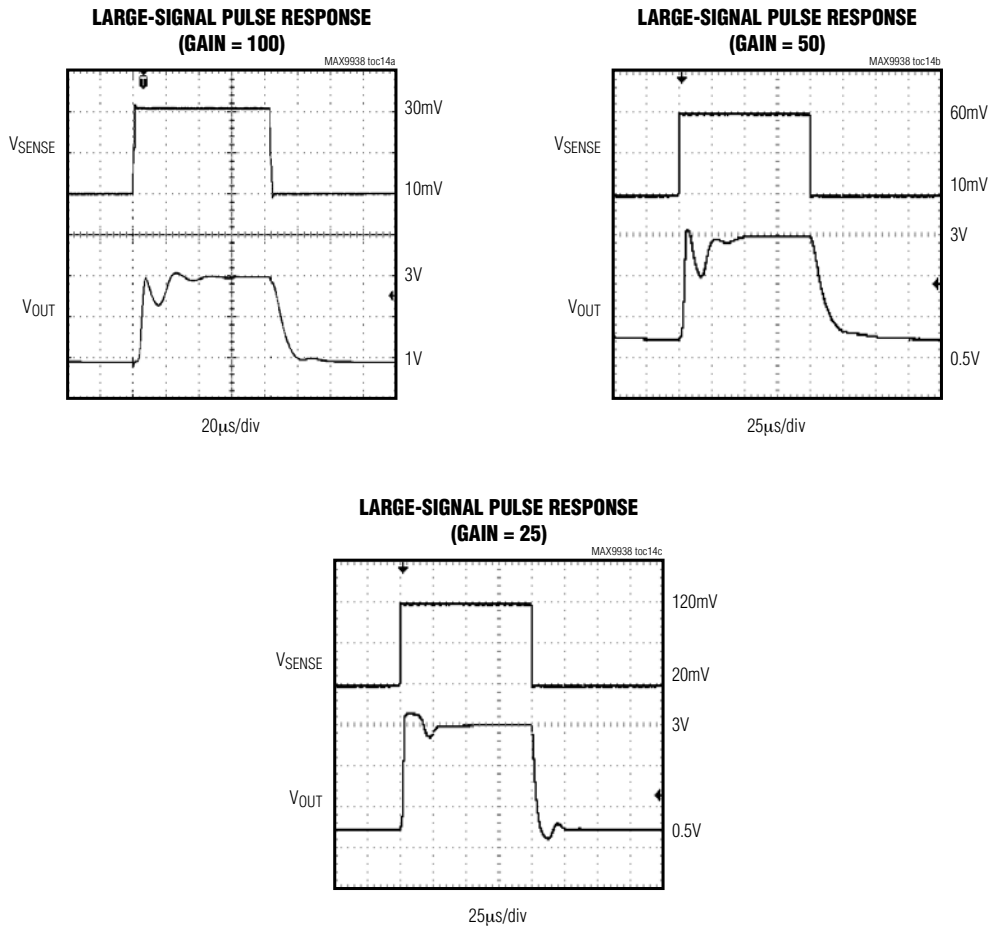 LARGE-SIGNAL PULSE RESPONSE
(GAIN = 100)
MAX9938 toc14a
VSENSE
30mV
10mV
VOUT
3V
1V
20µs/div
LARGE-SIGNAL PULSE RESPONSE
(GAIN = 50)
MAX9938 toc14b
VSENSE
60mV
10mV
3V
VOUT
0.5V
25µs/div
LARGE-SIGNAL PULSE RESPONSE
(GAIN = 25)
MAX9938 toc14c
120mV
VSENSE
20mV
3V
VOUT
0.5V
25µs/div